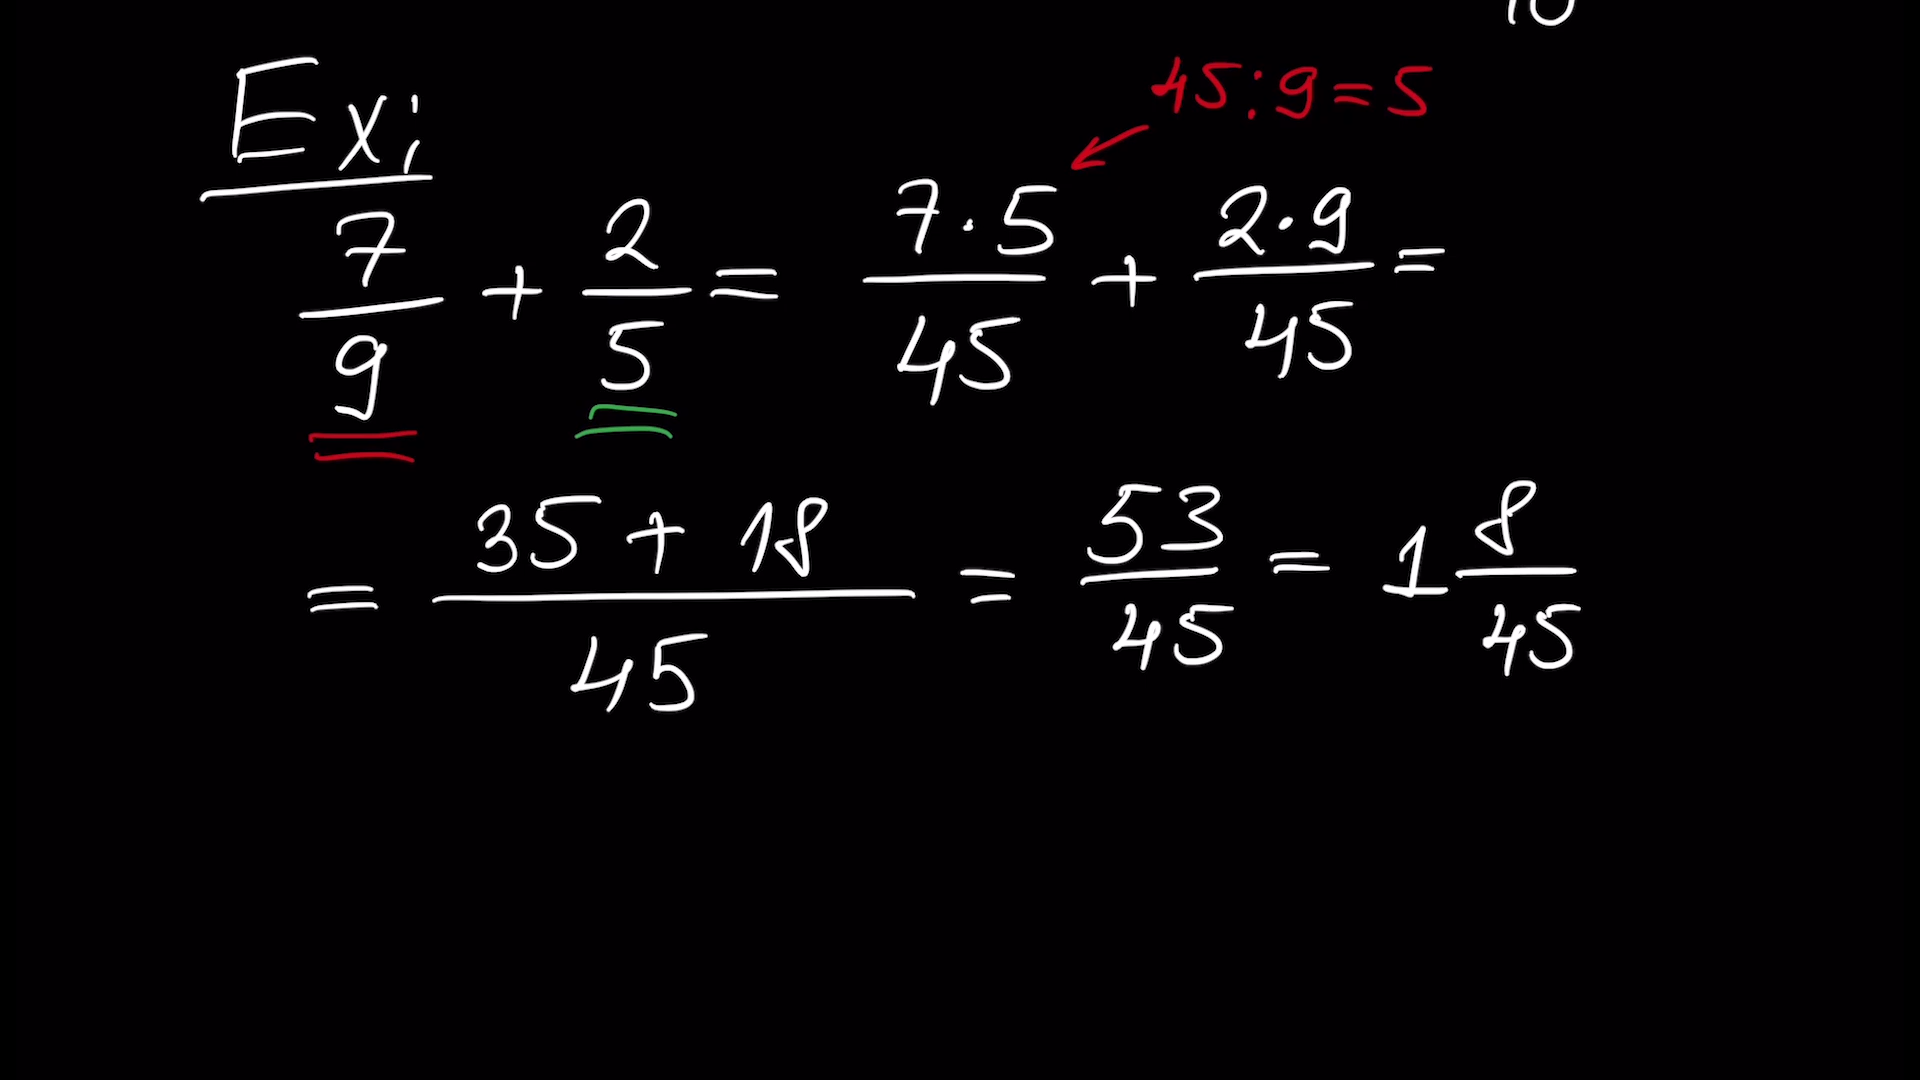 10
45:9=5
Ex;
7/9 + 2/5 = 7·5/45 + 2·9/45 =
= 35+18/45 = 53/45 = 1 8/45